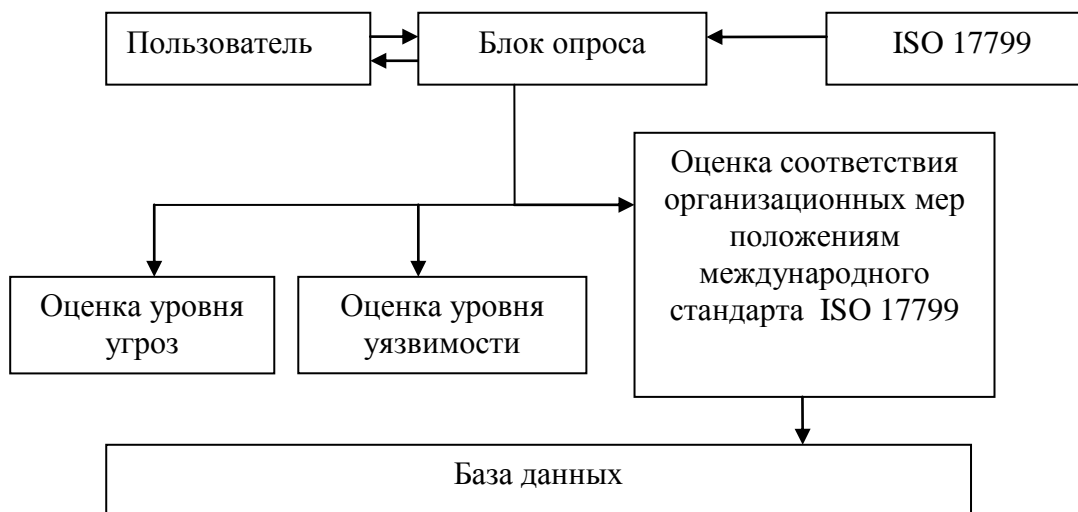 Пользователь
Блок опроса
ISO 17799
Оценка соответствия
организационных мер
положениям
международного
стандарта ISO 17799
Оценка уровня
угроз
Оценка уровня
уязвимости
База данных